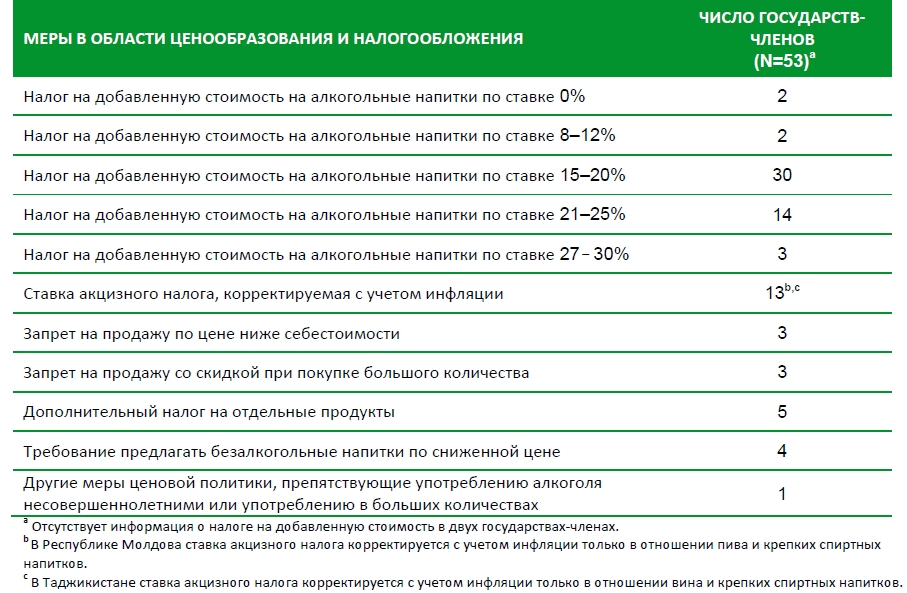 МЕРЫ В ОБЛАСТИ ЦЕНООБРАЗОВАНИЯ И НАЛОГООБЛОЖЕНИЯ
ЧИСЛО ГОСУДАРСТВ-
ЧЛЕНОВ
(N=53)a
Налог на добавленную стоимость на алкогольные напитки по ставке 0% 2
Налог на добавленную стоимость на алкогольные напитки по ставке 8–12% 2
Налог на добавленную стоимость на алкогольные напитки по ставке 15–20% 30
Налог на добавленную стоимость на алкогольные напитки по ставке 21–25% 14
Налог на добавленную стоимость на алкогольные напитки по ставке 27–30% 3
Ставка акцизного налога, корректируемая с учетом инфляции 13b,c
Запрет на продажу по цене ниже себестоимости 3
Запрет на продажу со скидкой при покупке большого количества 3
Дополнительный налог на отдельные продукты 5
Требование предлагать безалкогольные напитки по сниженной цене 4
Другие меры ценовой политики, препятствующие употреблению алкоголя
несовершеннолетними или употреблению в больших количествах 1
a Отсутствует информация о налоге на добавленную стоимость в двух государствах-членах.
b В Республике Молдова ставка акцизного налога корректируется с учетом инфляции только в отношении пива и крепких спиртных
напитков.
c В Таджикистане ставка акцизного налога корректируется с учетом инфляции только в отношении вина и крепких спиртных напитков.